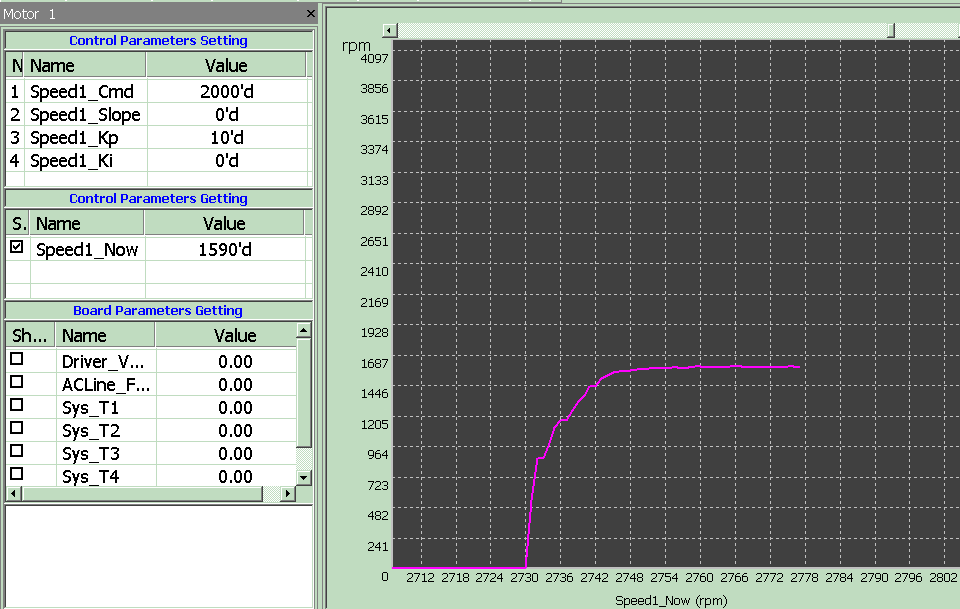 Motor 1
Control Parameters Setting
N Name Value
1 Speed1_Cmd 2000'd
2 Speed1_Slope 0'd
3 Speed1_Kp 10'd
4 Speed1_Ki 0'd
Control Parameters Getting
S. Name Value
Speed1_Now 1590'd
Board Parameters Getting
Sh... Name Value
Driver_V... 0.00
ACLine_F... 0.00
Sys_T1 0.00
Sys_T2 0.00
Sys_T3 0.00
Sys_T4 0.00
rpm
4097
3856
3615
3374
3133
2892
2651
2410
2169
1928
1687
1446
1205
964
723
482
241
0 2712 2718 2724 2730 2736 2742 2748 2754 2760 2766 2772 2778 2784 2790 2796 2802
Speed1_Now (rpm)